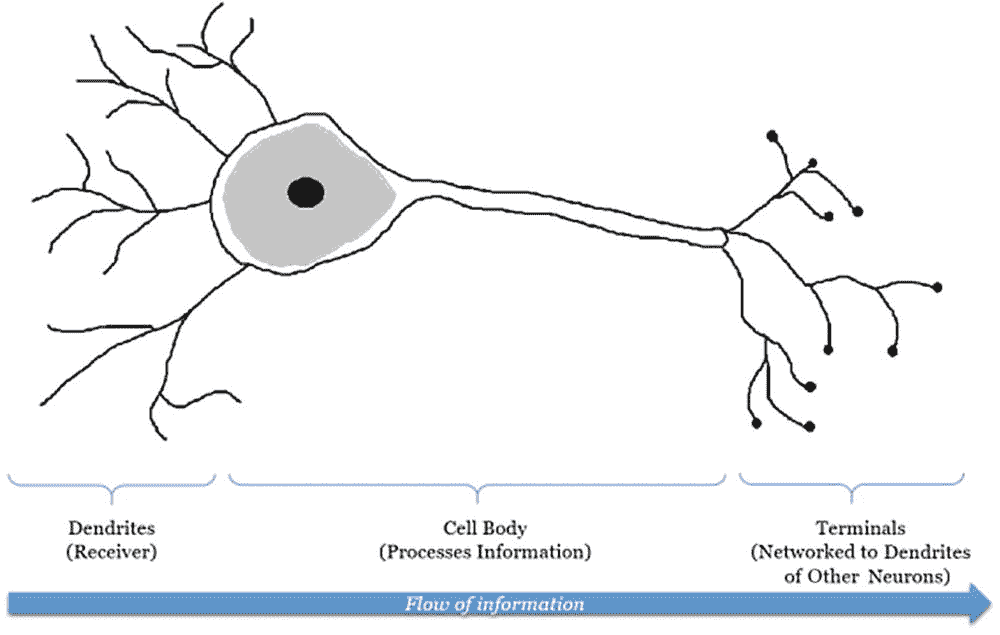 Dendrites
(Receiver)
Cell Body
(Processes Information)
Terminals
(Networked to Dendrites
of Other Neurons)
Flow of information